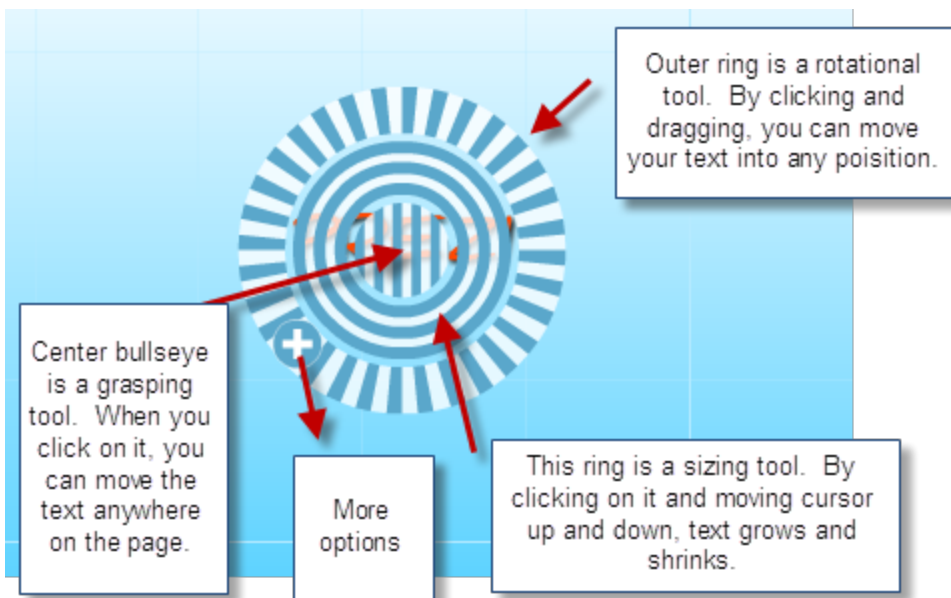 Outer ring is a rotational
tool. By clicking and
dragging, you can move
your text into any poisition.
Center bullseye
is a grasping
tool. When you
click on it, you
can move the
text anywhere
on the page.
More
options
This ring is a sizing tool. By
clicking on it and moving cursor
up and down, text grows and
shrinks.